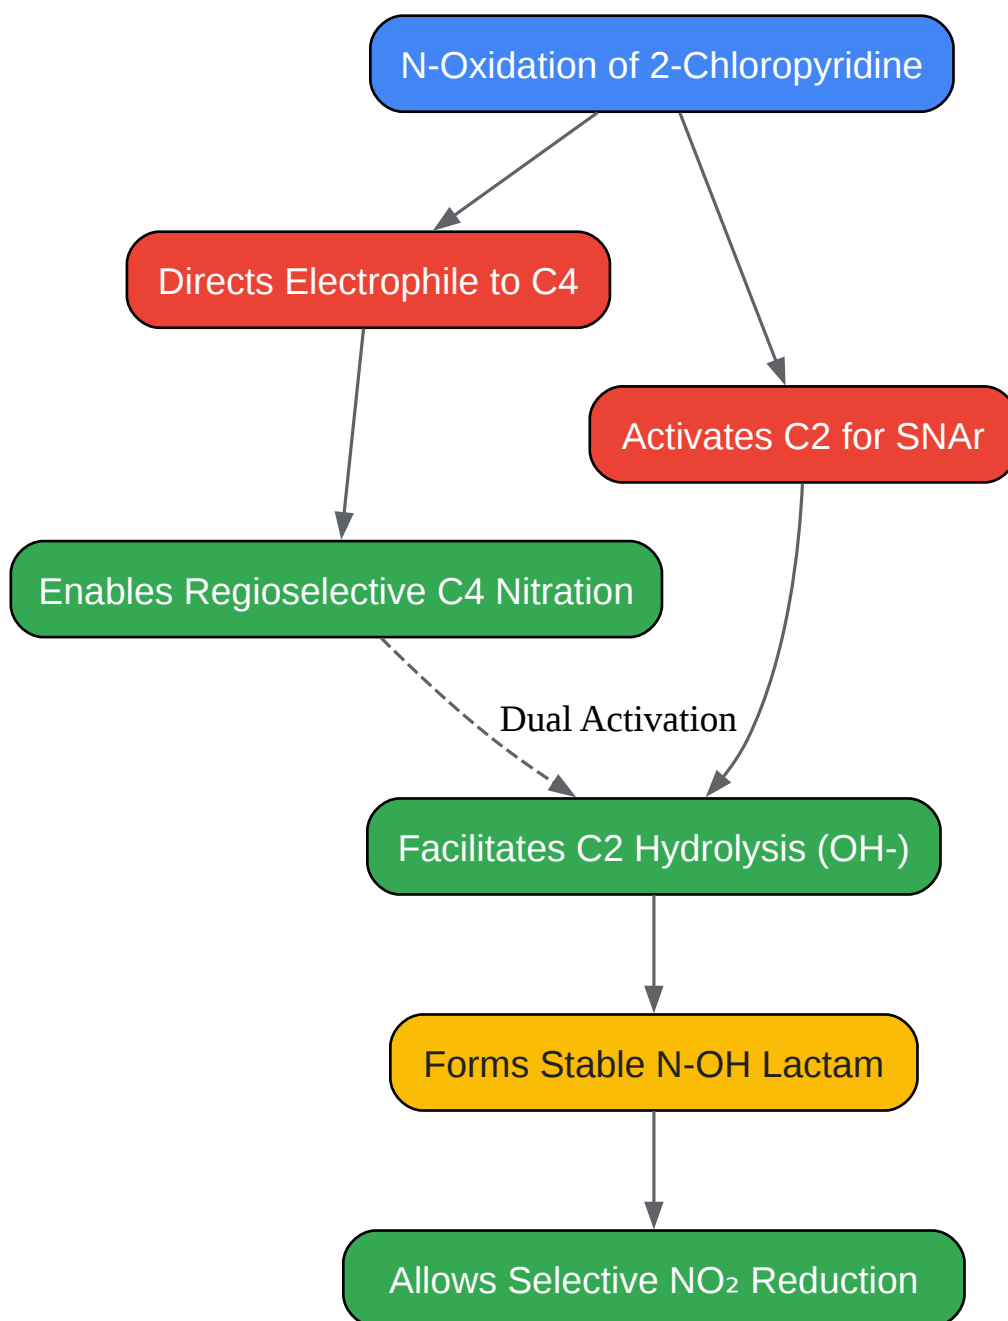 N-Oxidation of 2-Chloropyridine
Directs Electrophile to C4
Activates C2 for SNAr
Enables Regioselective C4 Nitration
Dual Activation
Facilitates C2 Hydrolysis (OH-)
Forms Stable N-OH Lactam
Allows Selective NO₂ Reduction